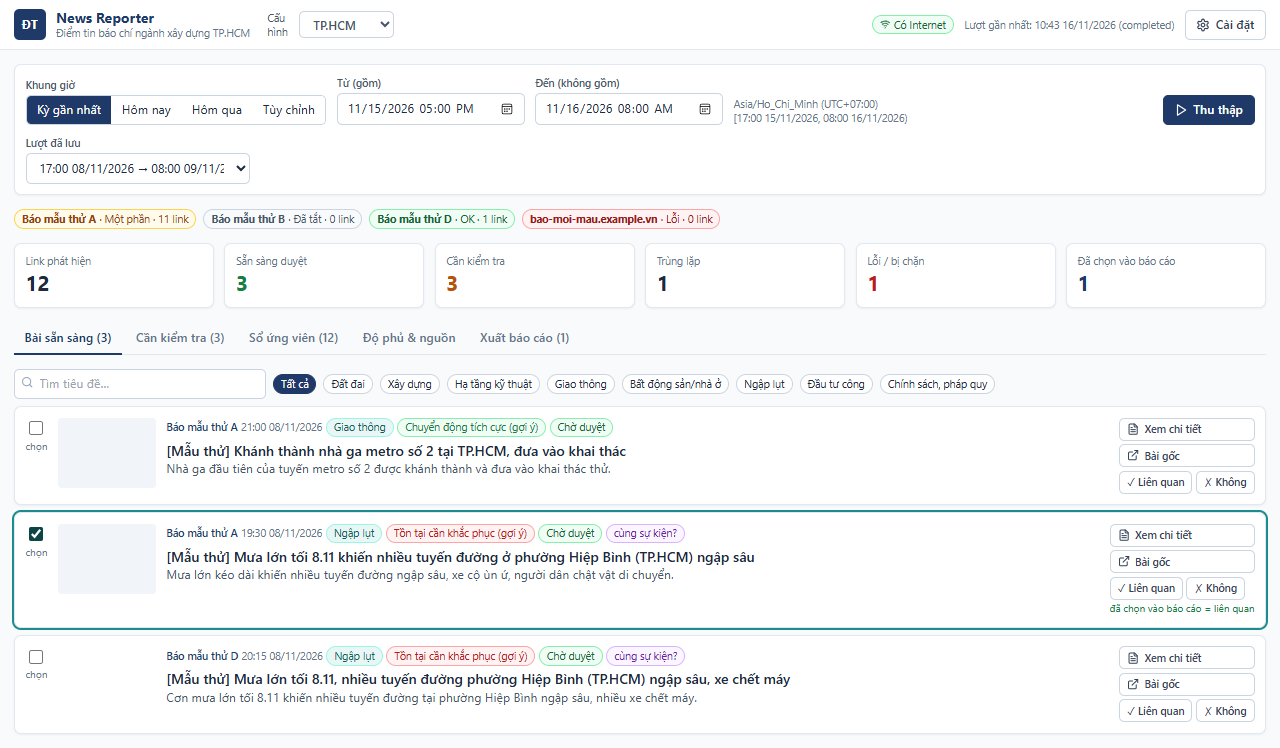 ĐT
News Reporter
Điểm tin báo chí ngành xây dựng TP.HCM
Cấu hình
TP.HCM
Có Internet
Lượt gần nhất: 10:43 16/11/2026 (completed)
Cài đặt
Khung giờ
Kỳ gần nhất
Hôm nay
Hôm qua
Tùy chỉnh
Từ (gồm)
11/15/2026 05:00 PM
Đến (không gồm)
11/16/2026 08:00 AM
Asia/Ho_Chi_Minh (UTC+07:00)
[17:00 15/11/2026, 08:00 16/11/2026)
Thu thập
Lượt đã lưu
17:00 08/11/2026 → 08:00 09/11/2
Báo mẫu thử A · Một phần · 11 link
Báo mẫu thử B · Đã tắt · 0 link
Báo mẫu thử D · OK · 1 link
bao-moi-mau.example.vn · Lỗi · 0 link
Link phát hiện
12
Sẵn sàng duyệt
3
Cần kiểm tra
3
Trùng lặp
1
Lỗi / bị chặn
1
Đã chọn vào báo cáo
1
Bài sẵn sàng (3)
Cần kiểm tra (3)
Sổ ứng viên (12)
Độ phủ & nguồn
Xuất báo cáo (1)
Tìm tiêu đề...
Tất cả
Đất đai
Xây dựng
Hạ tầng kỹ thuật
Giao thông
Bất động sản/nhà ở
Ngập lụt
Đầu tư công
Chính sách, pháp quy
chọn
Báo mẫu thử A 21:00 08/11/2026 Giao thông Chuyển động tích cực (gợi ý) Chờ duyệt
[Mẫu thử] Khánh thành nhà ga metro số 2 tại TP.HCM, đưa vào khai thác
Nhà ga đầu tiên của tuyến metro số 2 được khánh thành và đưa vào khai thác thử.
Xem chi tiết
Bài gốc
✓ Liên quan
✗ Không
chọn
Báo mẫu thử A 19:30 08/11/2026 Ngập lụt Tồn tại cần khắc phục (gợi ý) Chờ duyệt cùng sự kiện?
[Mẫu thử] Mưa lớn tối 8.11 khiến nhiều tuyến đường ở phường Hiệp Bình (TP.HCM) ngập sâu
Mưa lớn kéo dài khiến nhiều tuyến đường ngập sâu, xe cộ ùn ứ, người dân chật vật di chuyển.
Xem chi tiết
Bài gốc
✓ Liên quan
✗ Không
đã chọn vào báo cáo = liên quan
chọn
Báo mẫu thử D 20:15 08/11/2026 Ngập lụt Tồn tại cần khắc phục (gợi ý) Chờ duyệt cùng sự kiện?
[Mẫu thử] Mưa lớn tối 8.11, nhiều tuyến đường phường Hiệp Bình (TP.HCM) ngập sâu, xe chết máy
Cơn mưa lớn tối 8.11 khiến nhiều tuyến đường tại phường Hiệp Bình ngập sâu, nhiều xe chết máy.
Xem chi tiết
Bài gốc
✓ Liên quan
✗ Không